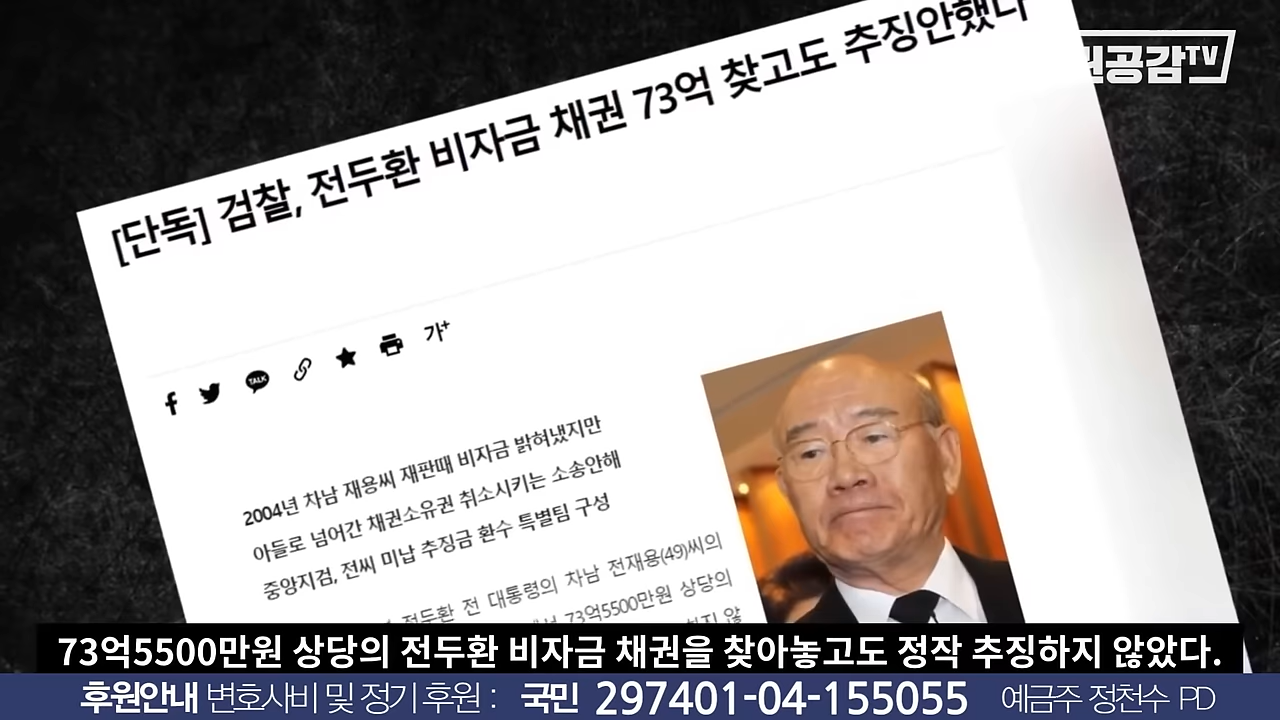 [단독] 검찰, 전두환 비자금 채권 73억 찾고도 추징안했다
공감TV
TALK
가+
2004년 차남 재용씨 재판때 비자금 밝혀냈지만
아들로 넘어간 채권소유권 취소시키는 소송안해
중앙지검, 전씨 미납 추징금 환수 특별팀 구성
전두환 전 대통령의 차남 전재용(49)씨의
73억5500만원 상당의
73억5500만원 상당의 전두환 비자금 채권을 찾아놓고도 정작 추징하지 않았다.
후원안내 변호사비 및 정기 후원 : 국민 297401-04-155055 예금주 정천수 PD